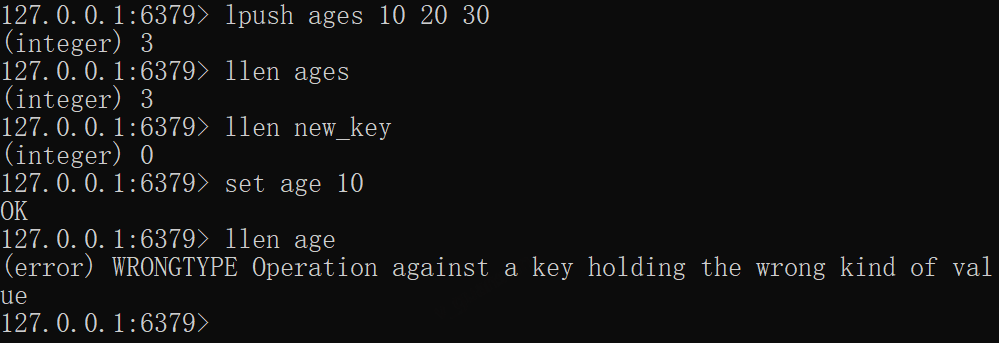 127.0.0.1:6379> lpush ages 10 20 30
(integer) 3
127.0.0.1:6379> llen ages
(integer) 3
127.0.0.1:6379> llen new_key
(integer) 0
127.0.0.1:6379> set age 10
OK
127.0.0.1:6379> llen age
(error) WRONGTYPE Operation against a key holding the wrong kind of val
ue
127.0.0.1:6379>